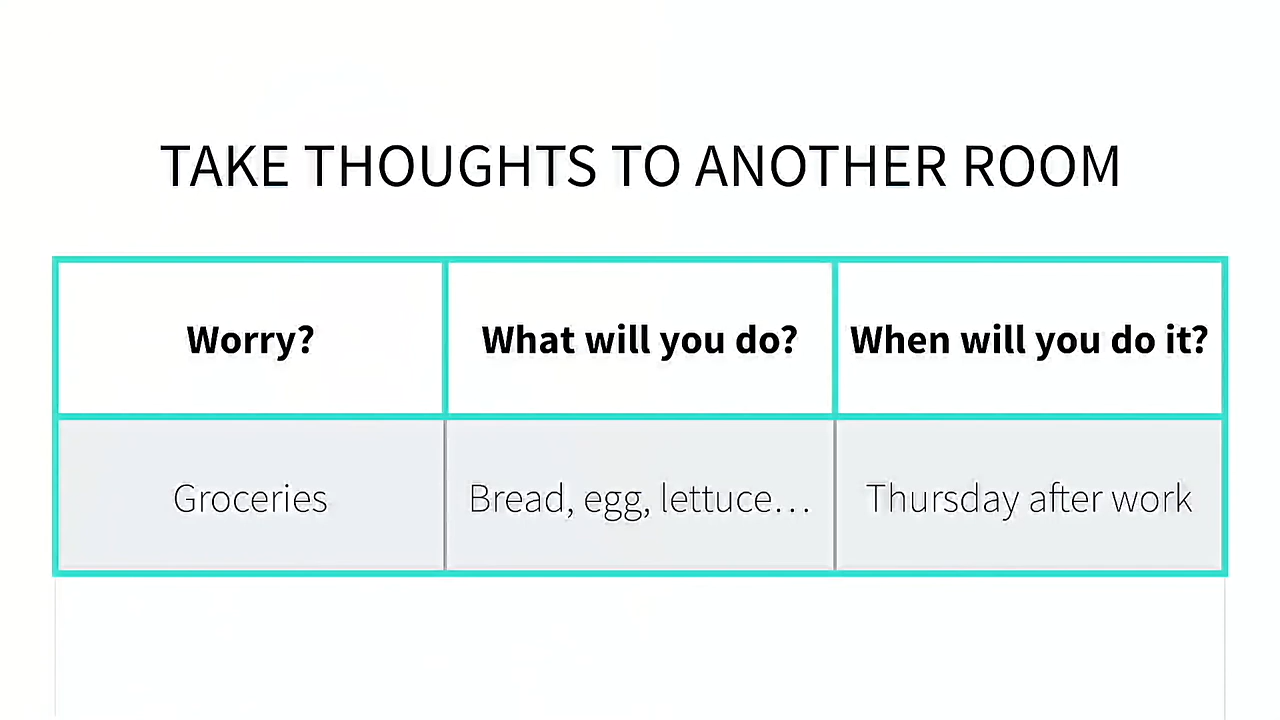 TAKE THOUGHTS TO ANOTHER ROOM
Worry? What will you do? When will you do it?
Groceries Bread, egg, lettuce… Thursday after work